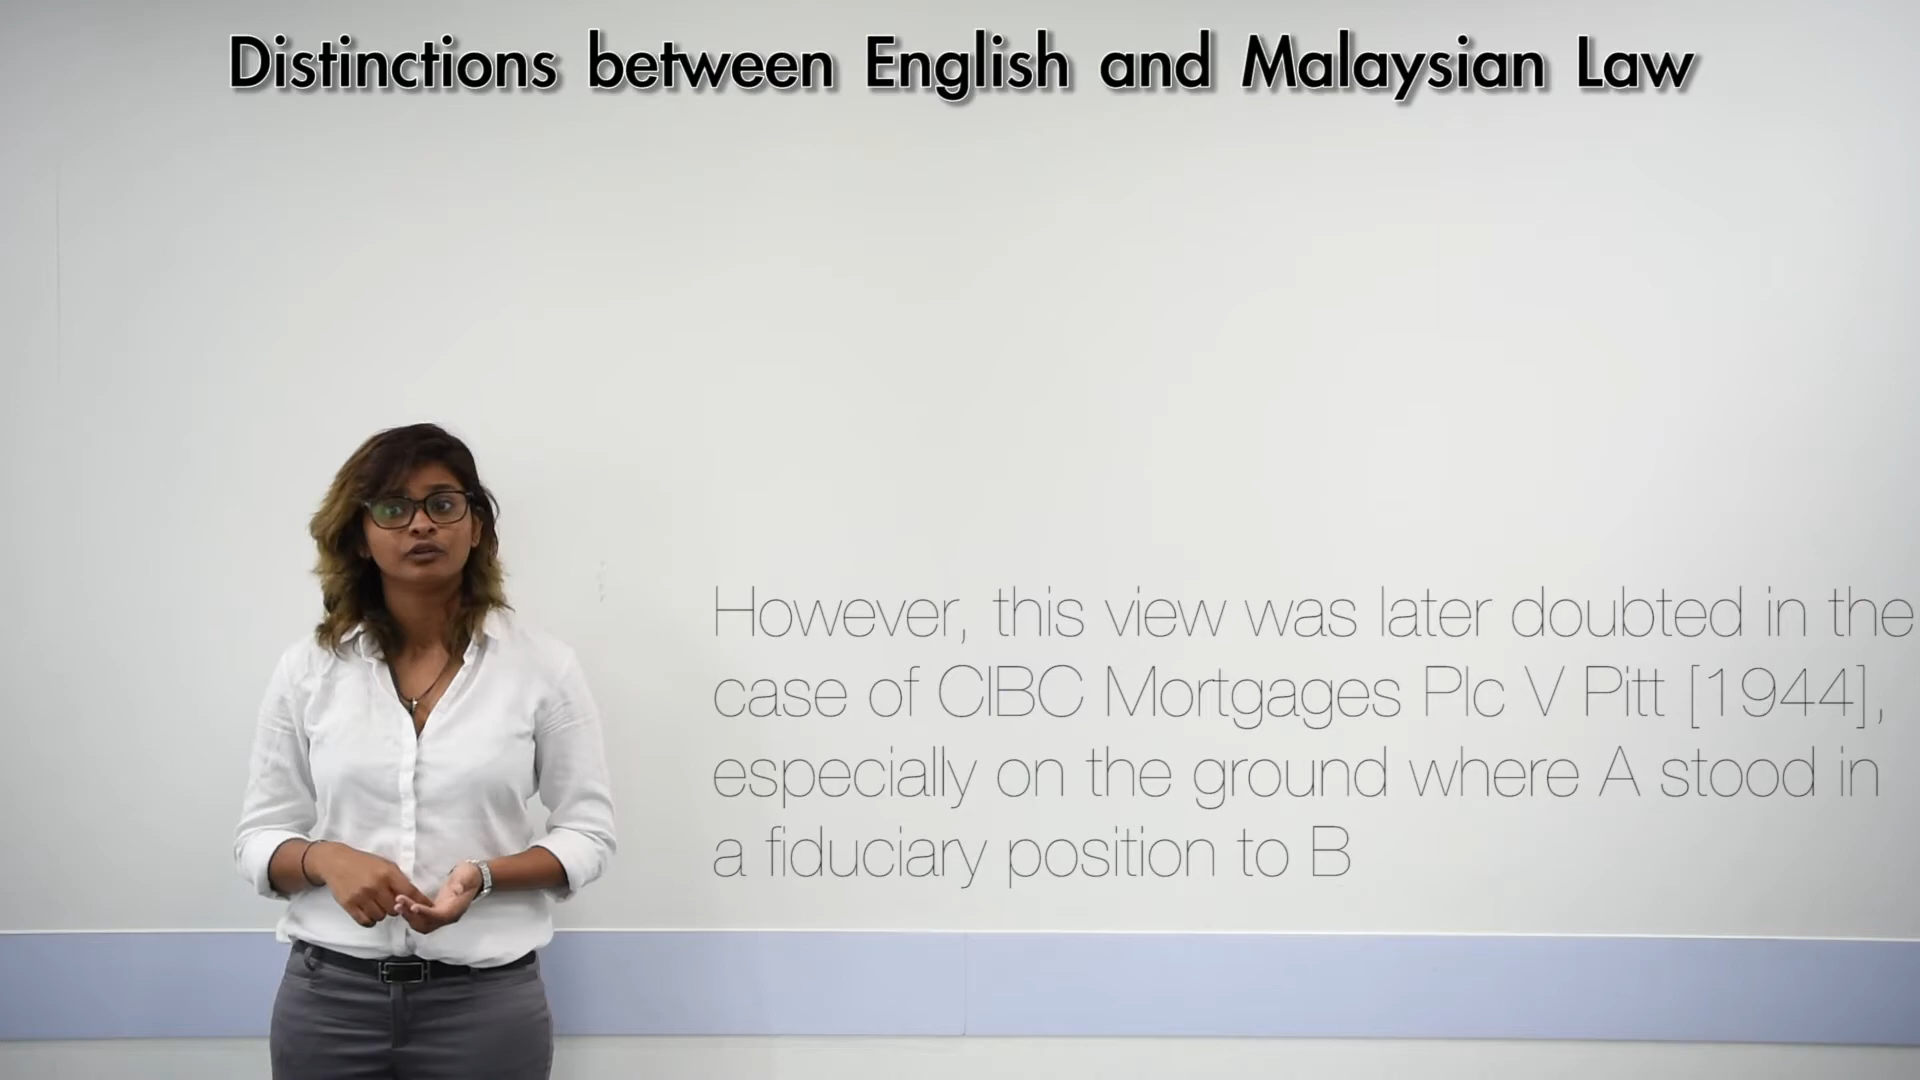 Distinctions between English and Malaysian Law
However, this view was later doubted in the
case of CIBC Mortgages Plc V Pitt [1944],
especially on the ground where A stood in
a fiduciary position to B